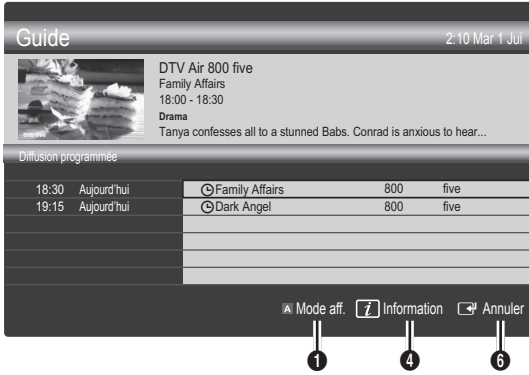 Guide 2:10 Mar 1 Jui
DTV Air 800 five
Family Affairs
18:00 - 18:30
Drama
Tanya confesses all to a stunned Babs. Conrad is anxious to hear...
800 five
Diffusion programmée
18:30 Aujourd'hui Family Affairs 800 five
19:15 Aujourd'hui Dark Angel 800 five
A Mode aff. i Information Annuler
1 4 6